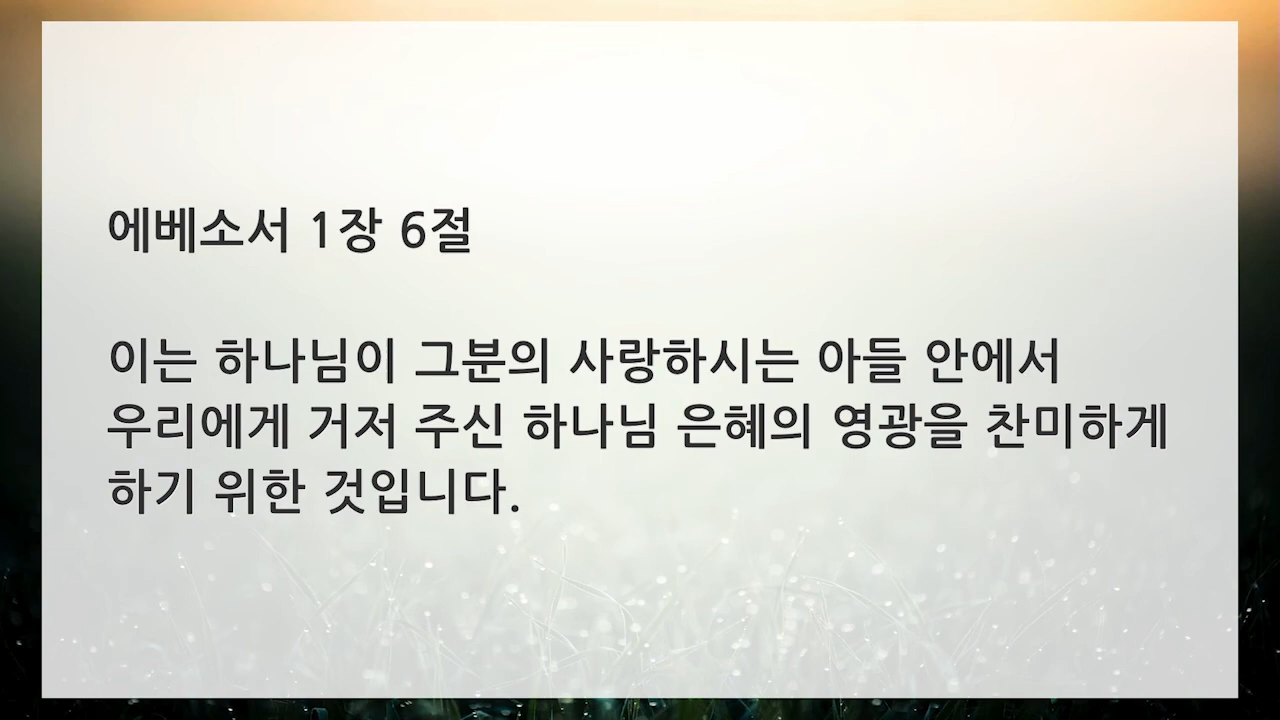 에베소서 1장 6절
이는 하나님이 그분의 사랑하시는 아들 안에서
우리에게 거저 주신 하나님 은혜의 영광을 찬미하게
하기 위한 것입니다.